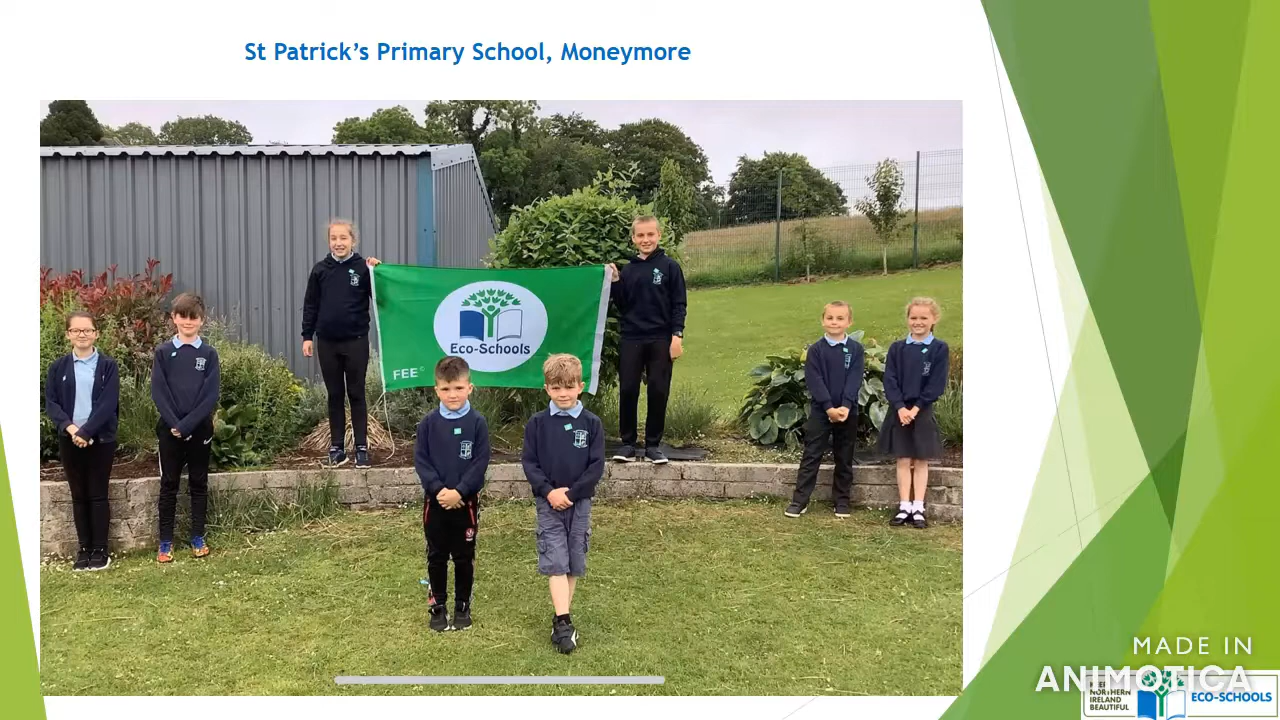 St Patrick's Primary School, Moneymore
Eco-Schools
FEE©
MADE IN
ANIMOTICA
NORTHERN
IRELAND
BEAUTIFUL
ECO-SCHOOLS